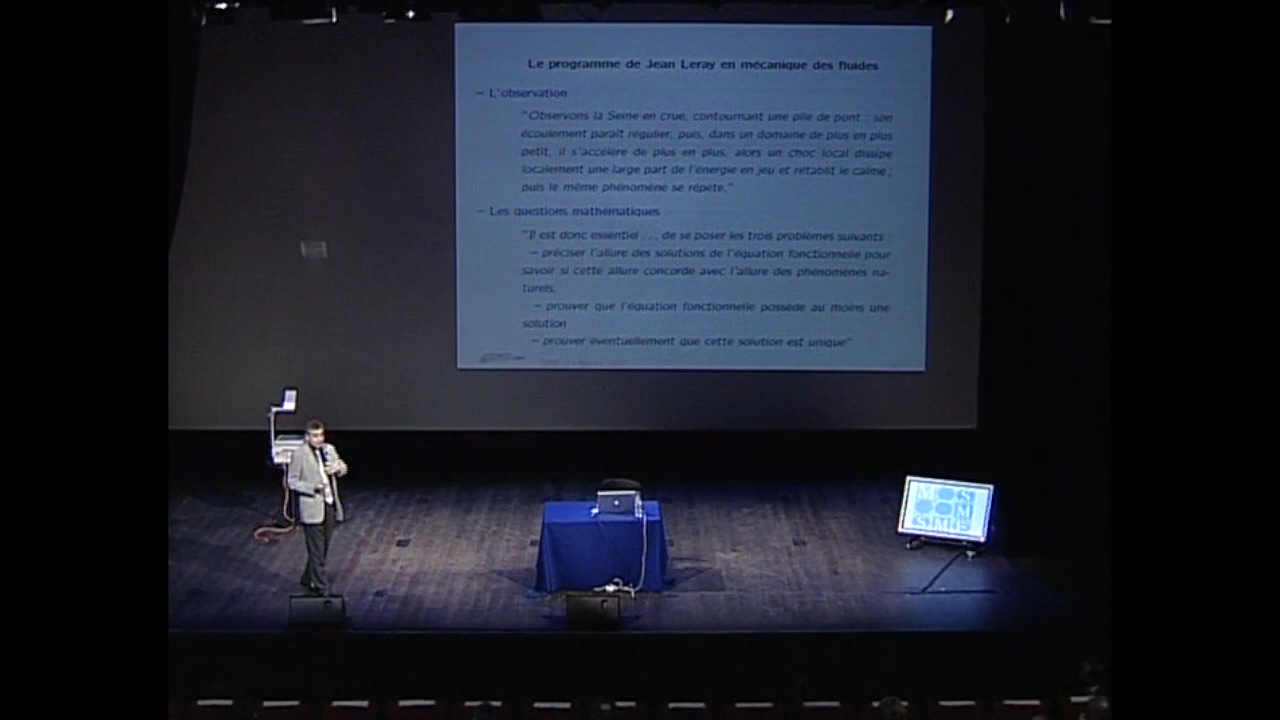 Le programme de Jean Leray en mécanique des fluides
– L'observation
"Observons la Seine en crue, contournant une pile de pont : son
écoulement paraît régulier, puis, dans un domaine de plus en plus
petit, il s'accélère de plus en plus, alors un choc local dissipe
localement une large part de l'énergie en jeu et rétablit le calme ;
puis le même phénomène se répète."
– Les questions mathématiques
"Il est donc essentiel ..., de se poser les trois problèmes suivants :
– préciser l'allure des solutions de l'équation fonctionnelle pour
savoir si cette allure concorde avec l'allure des phénomènes na-
turels,
– prouver que l'équation fonctionnelle possède au moins une
solution
– prouver éventuellement que cette solution est unique"